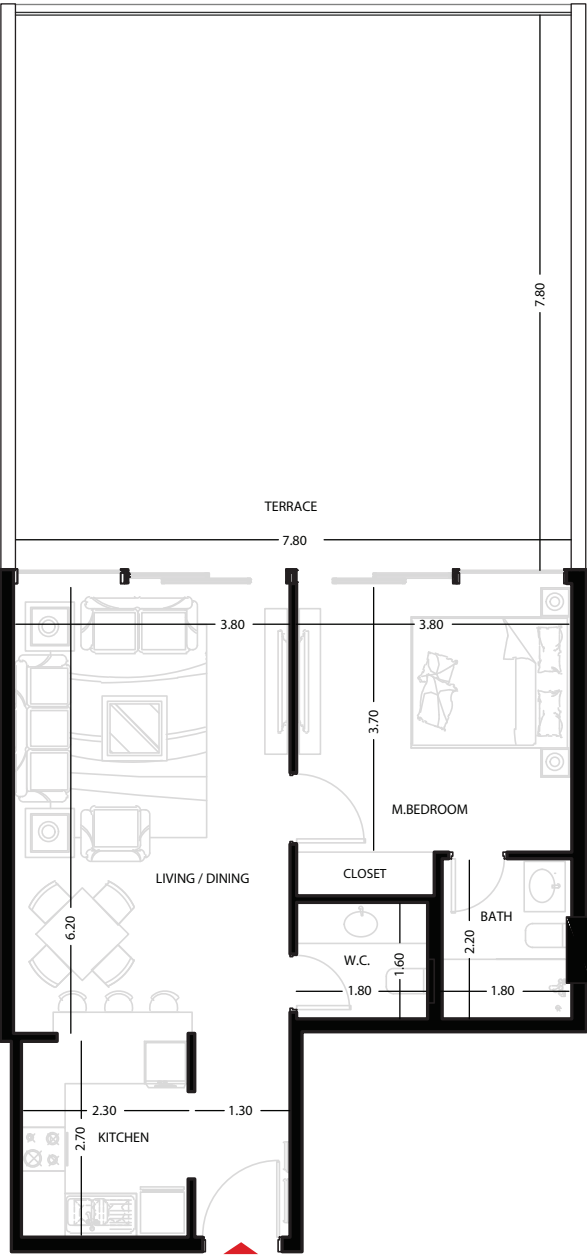 7.80
TERRACE
7.80
3.80
3.80
3.70
M.BEDROOM
CLOSET
LIVING / DINING
6.20
BATH
2.20
W.C.
1.60
1.80
1.80
2.30
1.30
2.70
KITCHEN